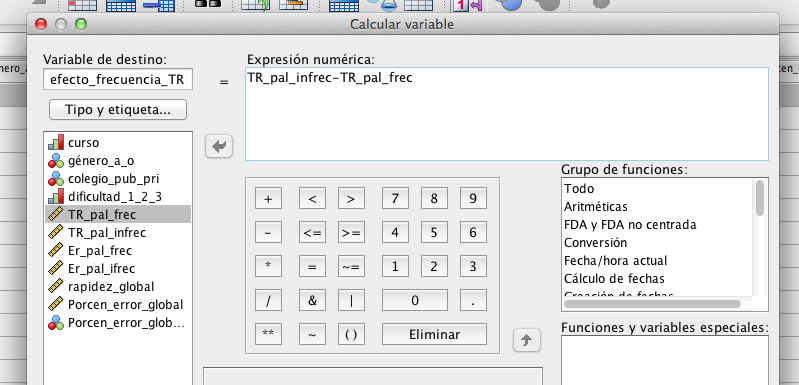 Calcular variable
Variable de destino:
efecto_frecuencia_TR
=
Expresión numérica:
TR_pal_infrec-TR_pal_frec
Tipo y etiqueta...
curso
género_a_o
colegio_pub_pri
dificultad_1_2_3
TR_pal_frec
TR_pal_infrec
Er_pal_frec
Er_pal_ifrec
rapidez_global
Porcen_error_global
Porcen_error_glob...
+ < > 7 8 9
- <= >= 4 5 6
* = ~= 1 2 3
/ & | 0 .
** ~ () Eliminar
Grupo de funciones:
Todo
Aritméticas
FDA y FDA no centrada
Conversión
Fecha/hora actual
Cálculo de fechas
Creación de fechas
Funciones y variables especiales: